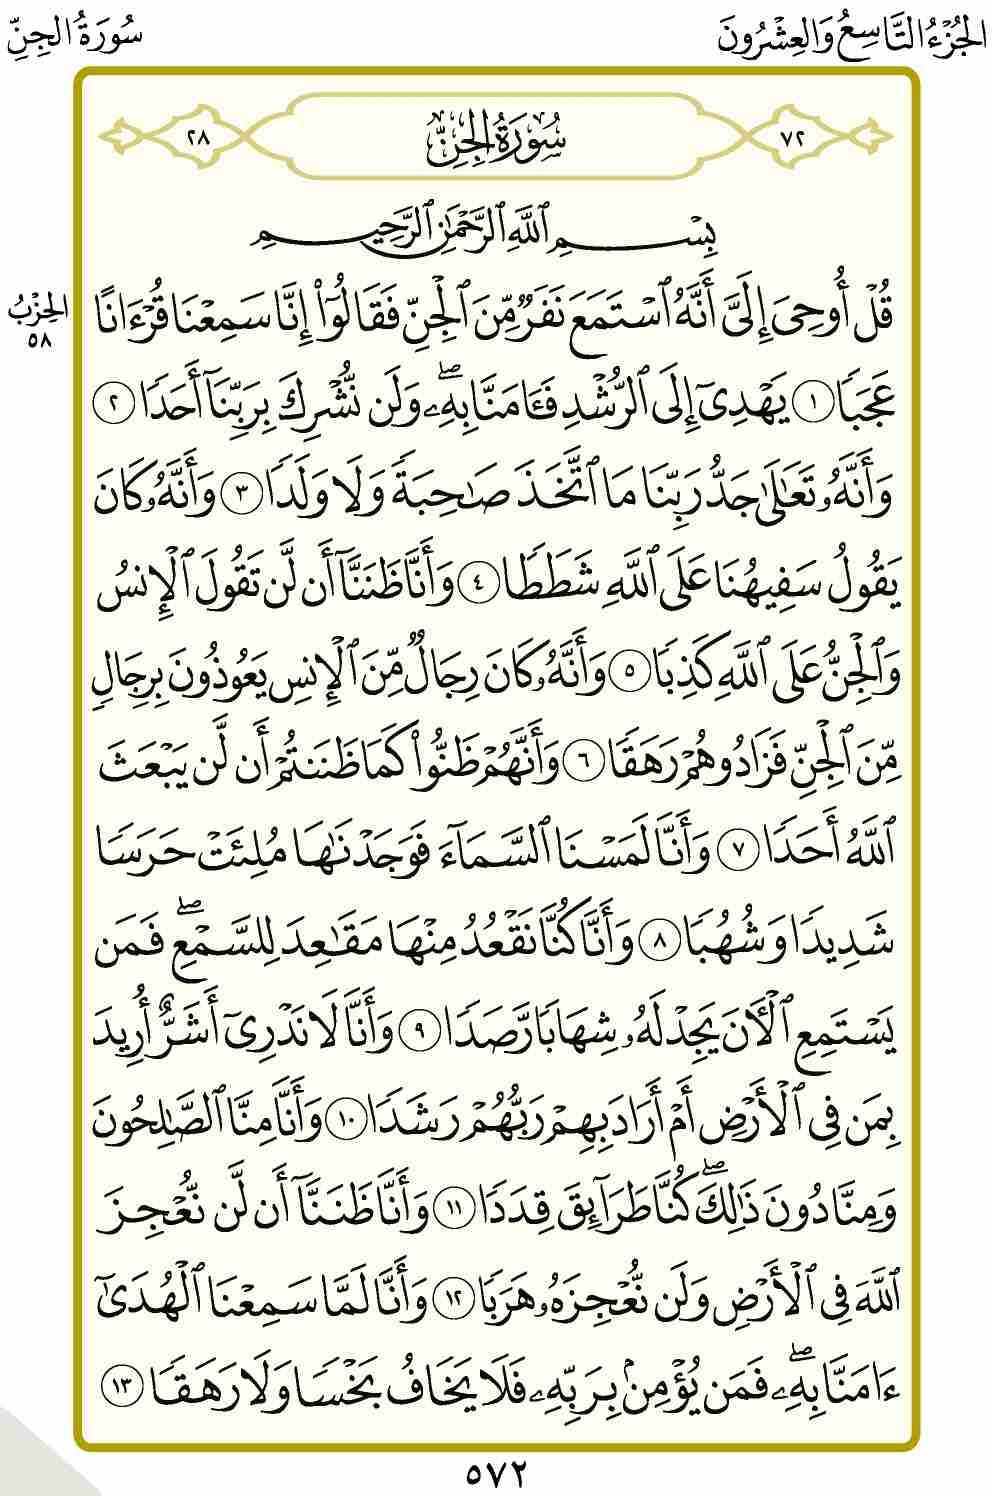 الجُزْءُ التَّاسِعُ وَالعِشْرُونَ
سُورَةُ الجِنِّ
٧٢
سُورَةُ الجِنِّ
٢٨
بِسْمِ ٱللَّهِ ٱلرَّحْمَٰنِ ٱلرَّحِيمِ
قُلْ أُوحِىَ إِلَىَّ أَنَّهُ ٱسْتَمَعَ نَفَرٌ مِّنَ ٱلْجِنِّ فَقَالُوٓا۟ إِنَّا سَمِعْنَا قُرْءَانًا
الحِزْبُ
٥٨
عَجَبًا ١ يَهْدِىٓ إِلَى ٱلرُّشْدِ فَـَٔامَنَّا بِهِۦ ۖ وَلَن نُّشْرِكَ بِرَبِّنَآ أَحَدًا ٢
وَأَنَّهُۥ تَعَٰلَىٰ جَدُّ رَبِّنَا مَا ٱتَّخَذَ صَٰحِبَةً وَلَا وَلَدًا ٣ وَأَنَّهُۥ كَانَ
يَقُولُ سَفِيهُنَا عَلَى ٱللَّهِ شَطَطًا ٤ وَأَنَّا ظَنَنَّآ أَن لَّن تَقُولَ ٱلْإِنسُ
وَٱلْجِنُّ عَلَى ٱللَّهِ كَذِبًا ٥ وَأَنَّهُۥ كَانَ رِجَالٌ مِّنَ ٱلْإِنسِ يَعُوذُونَ بِرِجَالٍ
مِّنَ ٱلْجِنِّ فَزَادُوهُمْ رَهَقًا ٦ وَأَنَّهُمْ ظَنُّوا۟ كَمَا ظَنَنتُمْ أَن لَّن يَبْعَثَ
ٱللَّهُ أَحَدًا ٧ وَأَنَّا لَمَسْنَا ٱلسَّمَآءَ فَوَجَدْنَٰهَا مُلِئَتْ حَرَسًا
شَدِيدًا وَشُهُبًا ٨ وَأَنَّا كُنَّا نَقْعُدُ مِنْهَا مَقَٰعِدَ لِلسَّمْعِ ۖ فَمَن
يَسْتَمِعِ ٱلْـَٔانَ يَجِدْ لَهُۥ شِهَابًا رَّصَدًا ٩ وَأَنَّا لَا نَدْرِىٓ أَشَرٌّ أُرِيدَ
بِمَن فِى ٱلْأَرْضِ أَمْ أَرَادَ بِهِمْ رَبُّهُمْ رَشَدًا ١٠ وَأَنَّا مِنَّا ٱلصَّٰلِحُونَ
وَمِنَّا دُونَ ذَٰلِكَ ۖ كُنَّا طَرَآئِقَ قِدَدًا ١١ وَأَنَّا ظَنَنَّآ أَن لَّن نُّعْجِزَ
ٱللَّهَ فِى ٱلْأَرْضِ وَلَن نُّعْجِزَهُۥ هَرَبًا ١٢ وَأَنَّا لَمَّا سَمِعْنَا ٱلْهُدَىٰٓ
ءَامَنَّا بِهِۦ ۖ فَمَن يُؤْمِنۢ بِرَبِّهِۦ فَلَا يَخَافُ بَخْسًا وَلَا رَهَقًا ١٣
٥٧٢